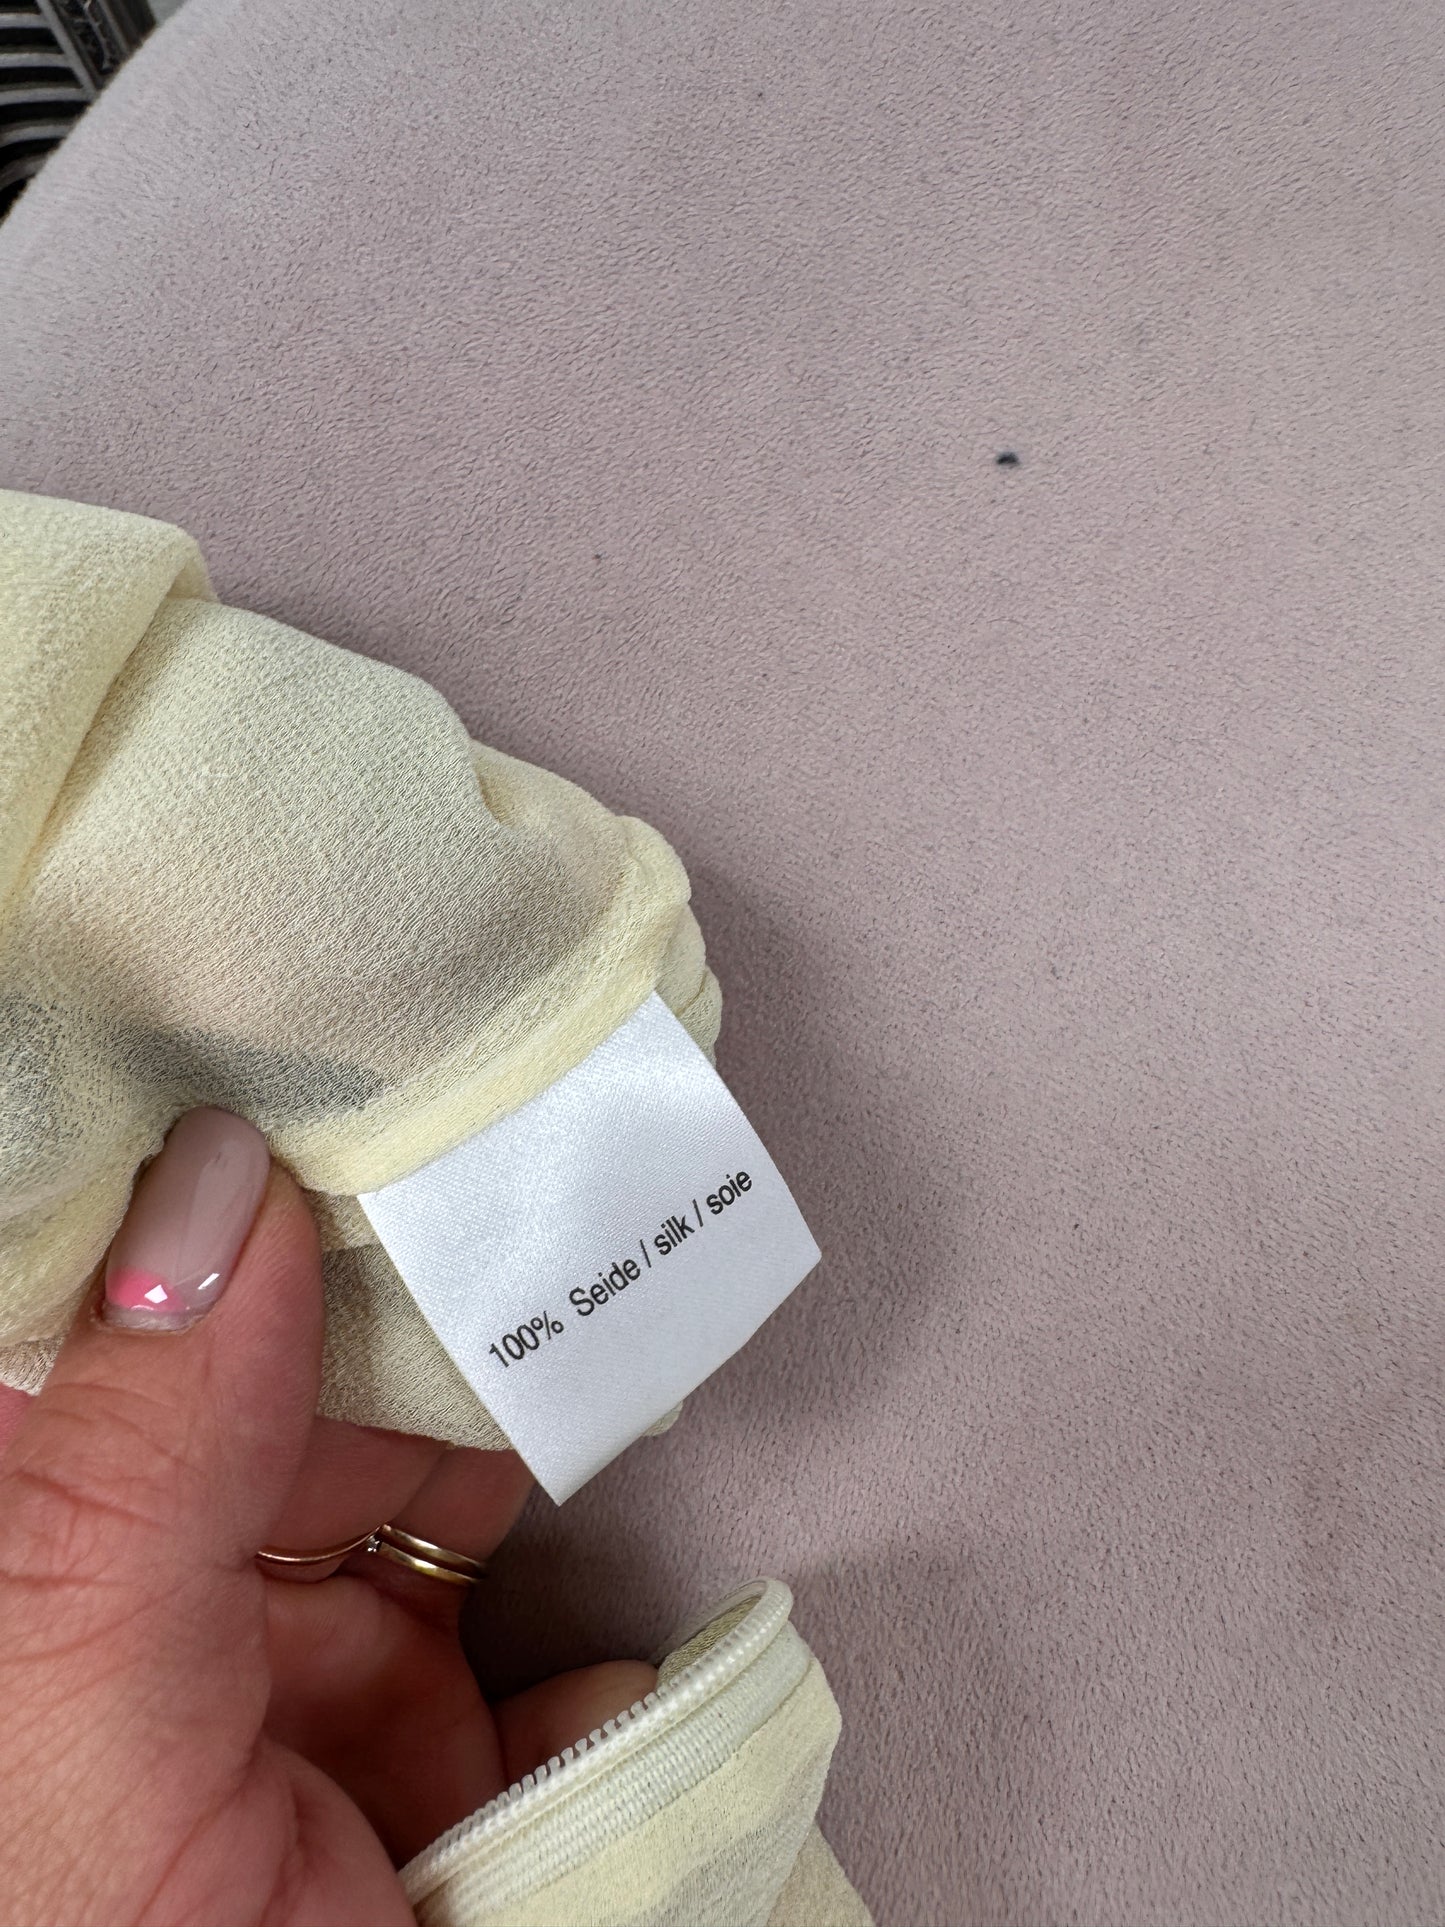 100% Seide / silk / soie